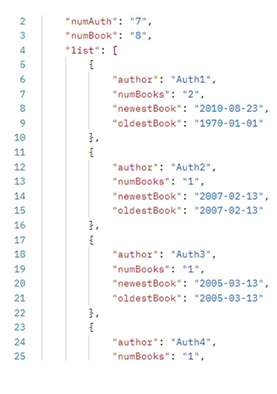 2 "numAuth": "7",
3 "numBook": "8",
4 "list": [
5 {
6 "author": "Auth1",
7 "numBooks": "2",
8 "newestBook": "2010-08-23",
9 "oldestBook": "1970-01-01"
10 },
11 {
12 "author": "Auth2",
13 "numBooks": "1",
14 "newestBook": "2007-02-13",
15 "oldestBook": "2007-02-13"
16 },
17 {
18 "author": "Auth3",
19 "numBooks": "1",
20 "newestBook": "2005-03-13",
21 "oldestBook": "2005-03-13"
22 },
23 {
24 "author": "Auth4",
25 "numBooks": "1",